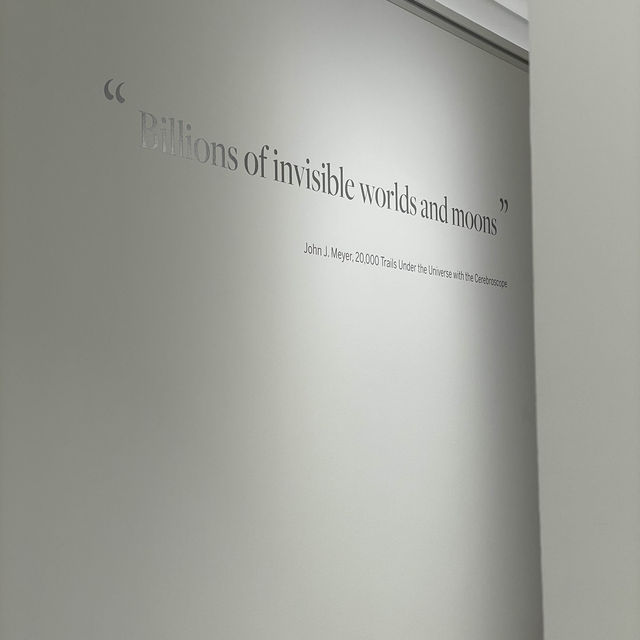 “ Billions of invisible worlds and moons”
John J. Meyer, 20,000 Trails Under the Universe with the Cerebroscope